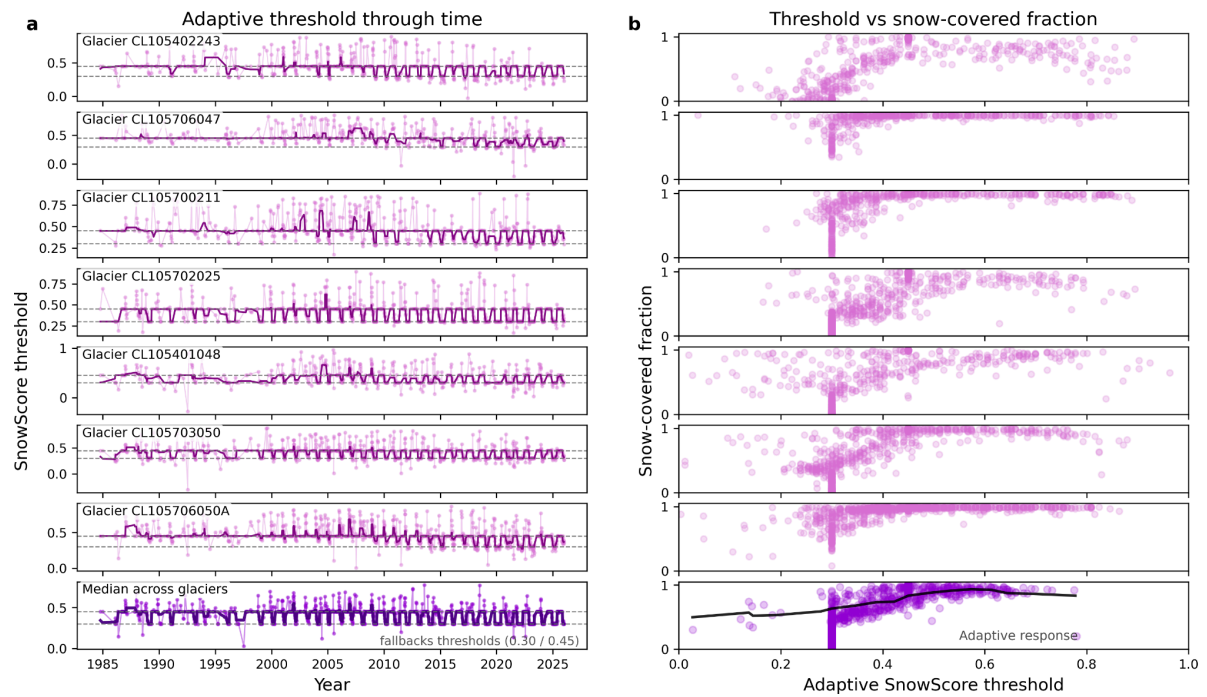 a
Adaptive threshold through time
b
Threshold vs snow-covered fraction
SnowScore threshold
Glacier CL105402243
0.5
0.0
Glacier CL105706047
0.5
0.0
Glacier CL105700211
0.75
0.50
0.25
Glacier CL105702025
0.75
0.50
0.25
Glacier CL105401048
1
0
Glacier CL105703050
0.5
0.0
Glacier CL105706050A
0.5
0.0
Median across glaciers
0.5
0.0
fallbacks thresholds (0.30 / 0.45)
1985 1990 1995 2000 2005 2010 2015 2020 2025
Year
Snow-covered fraction
1
0
1
0
1
0
1
0
1
0
1
0
1
0
1
0
Adaptive response
0.0 0.2 0.4 0.6 0.8 1.0
Adaptive SnowScore threshold